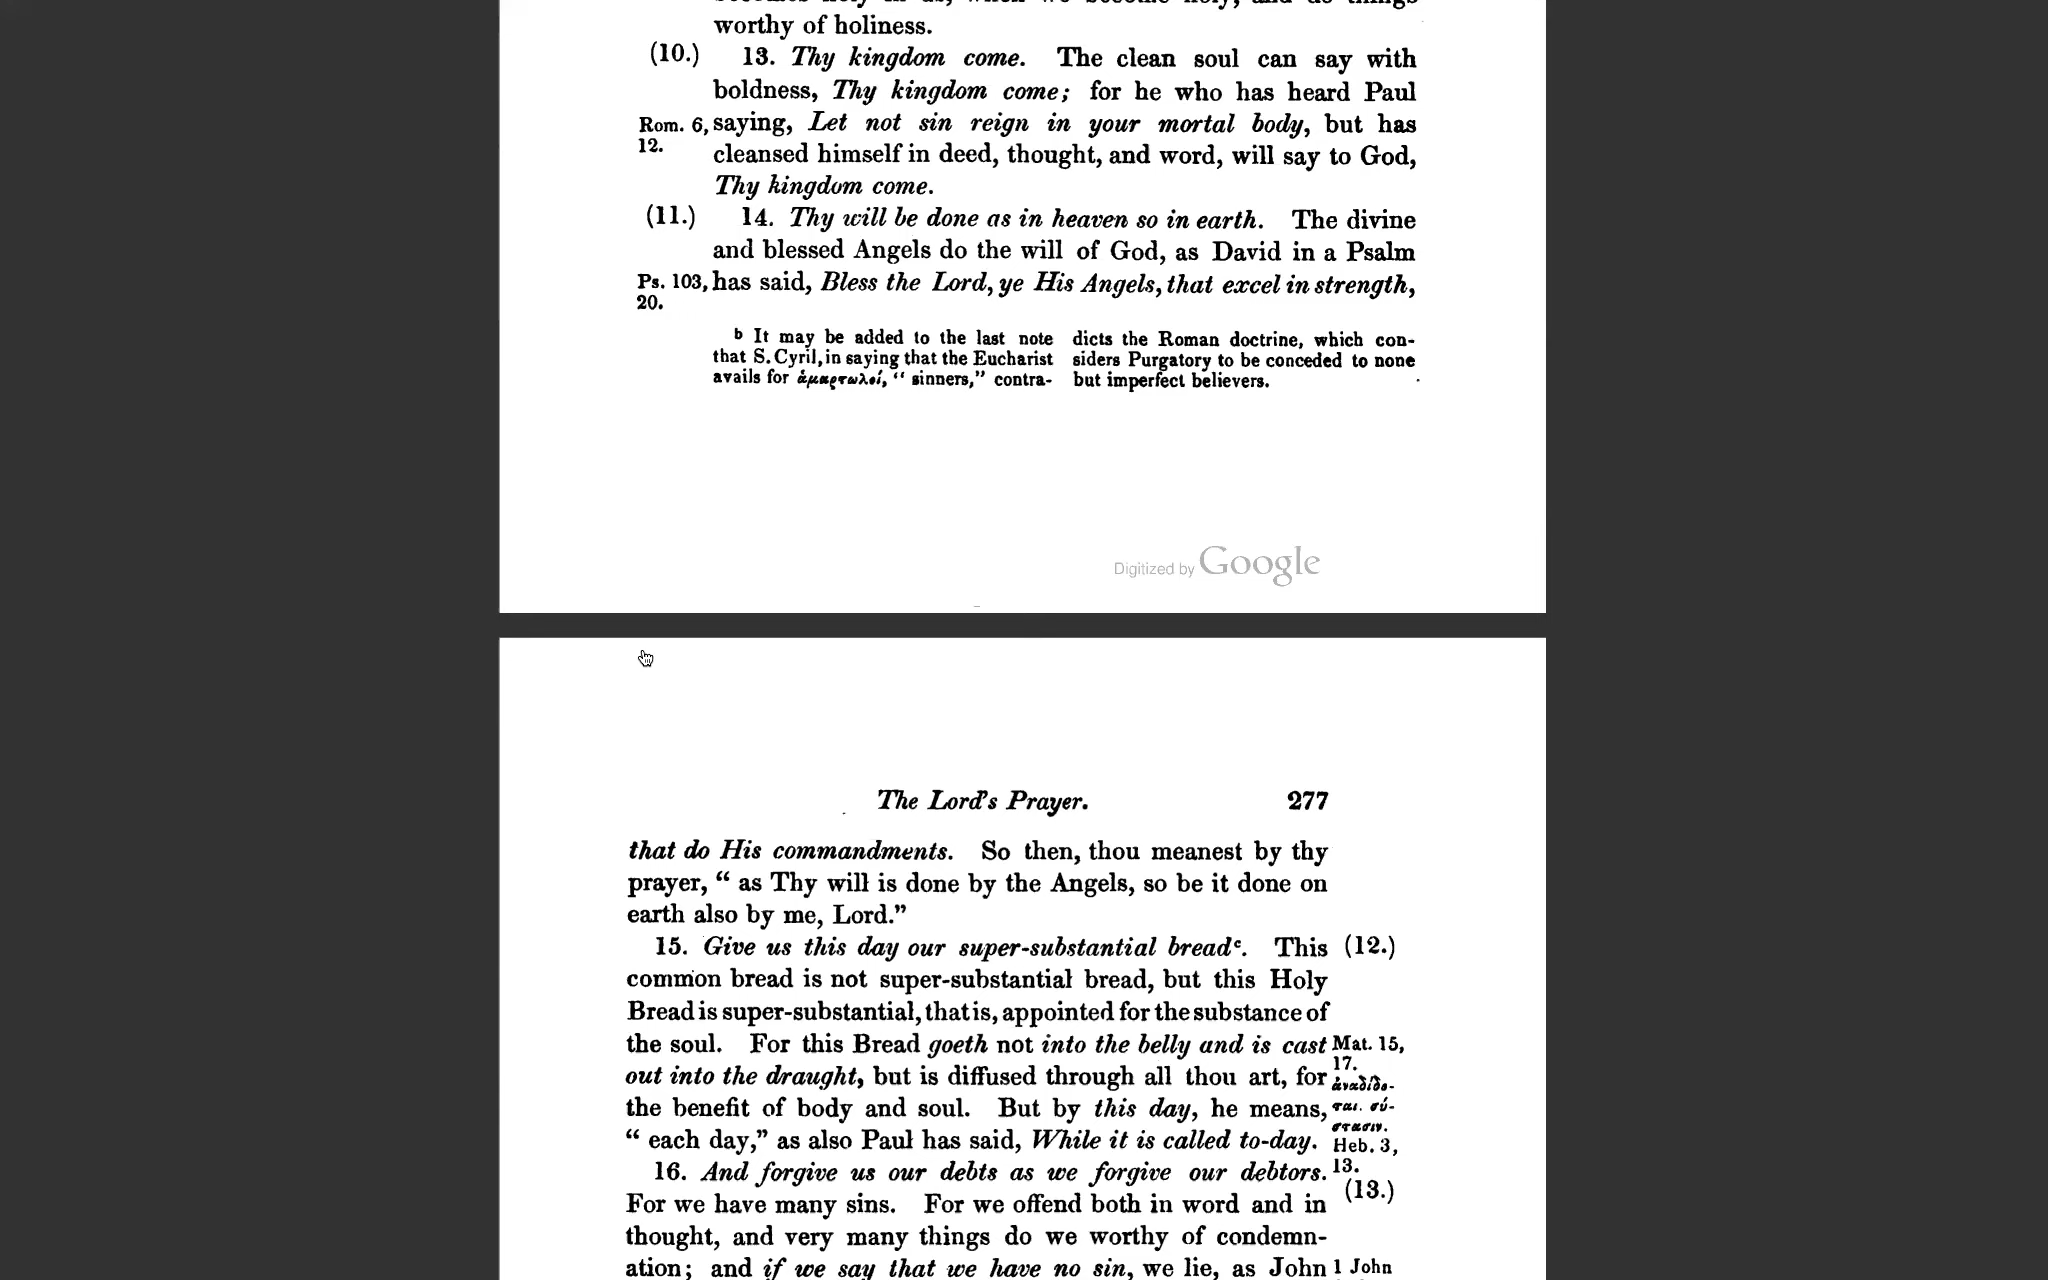 worthy of holiness.
(10.) 13. Thy kingdom come. The clean soul can say with
boldness, Thy kingdom come; for he who has heard Paul
Rom. 6, saying, Let not sin reign in your mortal body, but has
12. cleansed himself in deed, thought, and word, will say to God,
Thy kingdom come.
(11.) 14. Thy will be done as in heaven so in earth. The divine
and blessed Angels do the will of God, as David in a Psalm
Ps. 103, has said, Bless the Lord, ye His Angels, that excel in strength,
20.
b It may be added to the last note
that S. Cyril, in saying that the Eucharist
avails for ἁμαρτωλοί, “ sinners,” contra-
dicts the Roman doctrine, which con-
siders Purgatory to be conceded to none
but imperfect believers.
Digitized by Google
The Lord's Prayer. 277
that do His commandments. So then, thou meanest by thy
prayer, “ as Thy will is done by the Angels, so be it done on
earth also by me, Lord.”
15. Give us this day our super-substantial breadc. This (12.)
common bread is not super-substantial bread, but this Holy
Bread is super-substantial, that is, appointed for the substance of
the soul. For this Bread goeth not into the belly and is cast Mat. 15,
17.
out into the draught, but is diffused through all thou art, for ἀναδίδο-
the benefit of body and soul. But by this day, he means, ται. σύ-
στασιν.
“ each day,” as also Paul has said, While it is called to-day. Heb. 3,
16. And forgive us our debts as we forgive our debtors. 13.
(13.)
For we have many sins. For we offend both in word and in
thought, and very many things do we worthy of condemn-
ation; and if we say that we have no sin, we lie, as John 1 John